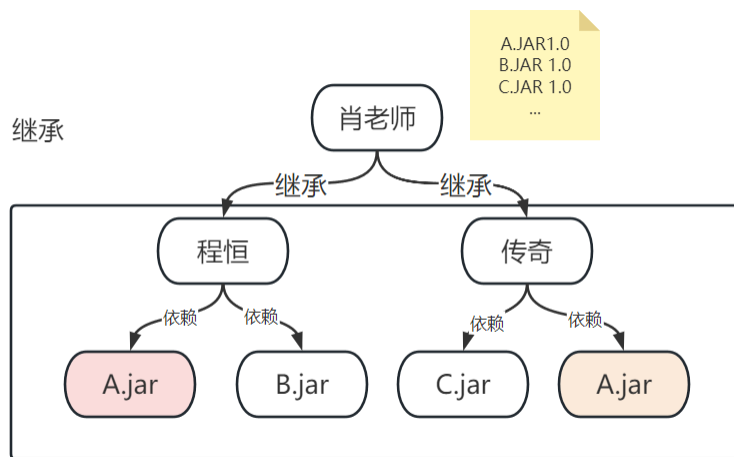 A.JAR1.0
B.JAR 1.0
C.JAR 1.0
...
肖老师
继承
继承
继承
程恒
传奇
依赖
依赖
依赖
依赖
A.jar
B.jar
C.jar
A.jar